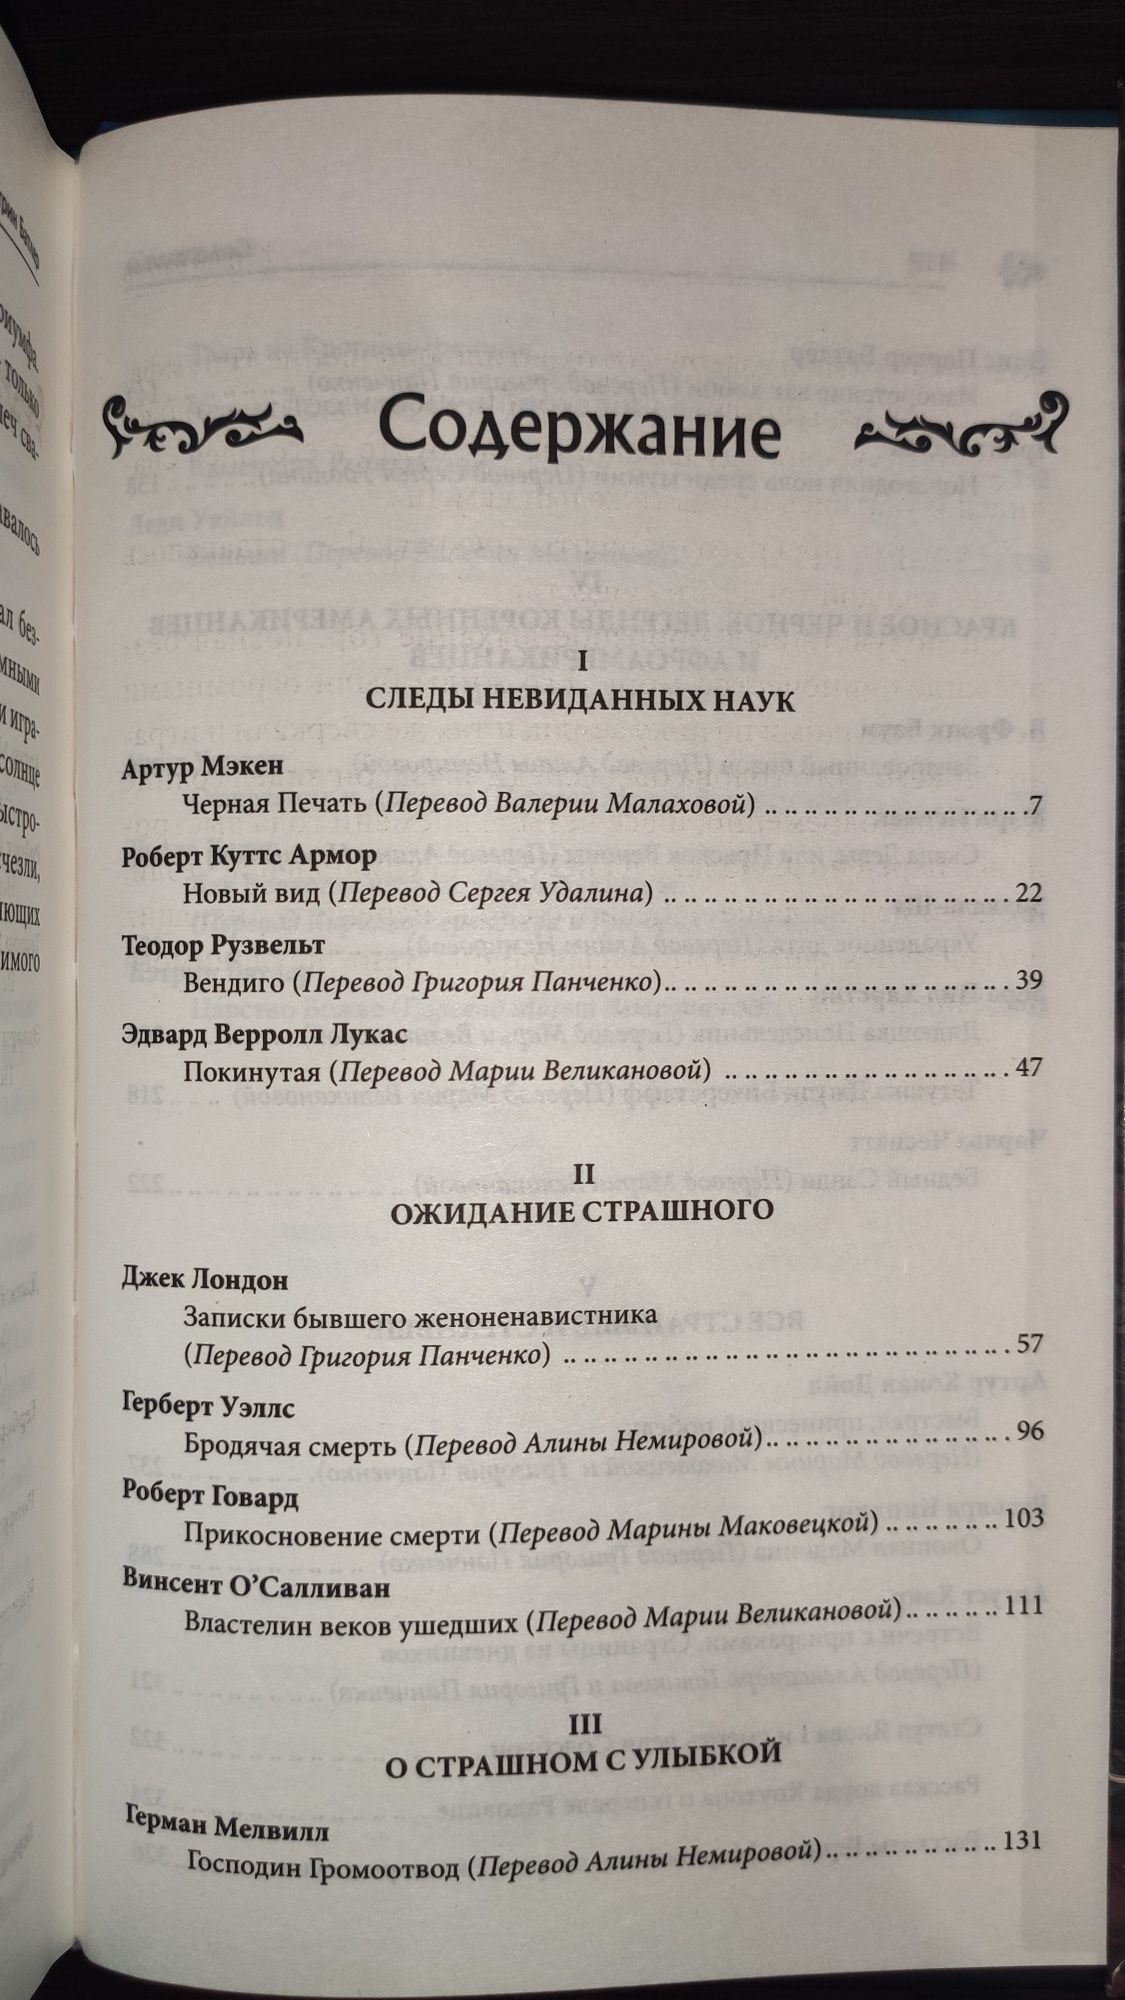 Содержание
I
СЛЕДЫ НЕВИДАННЫХ НАУК
Артур Мэкен
Черная Печать (Перевод Валерии Малаховой) .. .. .. .. .. .. .. .. .. .. .. .. .. .7
Роберт Куттс Армор
Новый вид (Перевод Сергея Удалина) .. .. .. .. .. .. .. .. .. .. .. .. .. .. .. .. .. . 22
Теодор Рузвельт
Вендиго (Перевод Григория Панченко).. .. .. .. .. .. .. .. .. .. .. .. .. .. .. .. .. . 39
Эдвард Верролл Лукас
Покинутая (Перевод Марии Великановой) .. .. .. .. .. .. .. .. .. .. .. .. .. .. . 47
II
ОЖИДАНИЕ СТРАШНОГО
Джек Лондон
Записки бывшего женоненавистника
(Перевод Григория Панченко) .. .. .. .. .. .. .. .. .. .. .. .. .. .. .. .. .. .. .. .. .. . 57
Герберт Уэллс
Бродячая смерть (Перевод Алины Немировой).. .. .. .. .. .. .. .. .. .. .. .. . 96
Роберт Говард
Прикосновение смерти (Перевод Марины Маковецкой) .. .. .. .. .. .. 103
Винсент О’Салливан
Властелин веков ушедших (Перевод Марии Великановой).. .. .. .. .. 111
III
О СТРАШНОМ С УЛЫБКОЙ
Герман Мелвилл
Господин Громоотвод (Перевод Алины Немировой).. .. .. .. .. .. .. .. .. 131